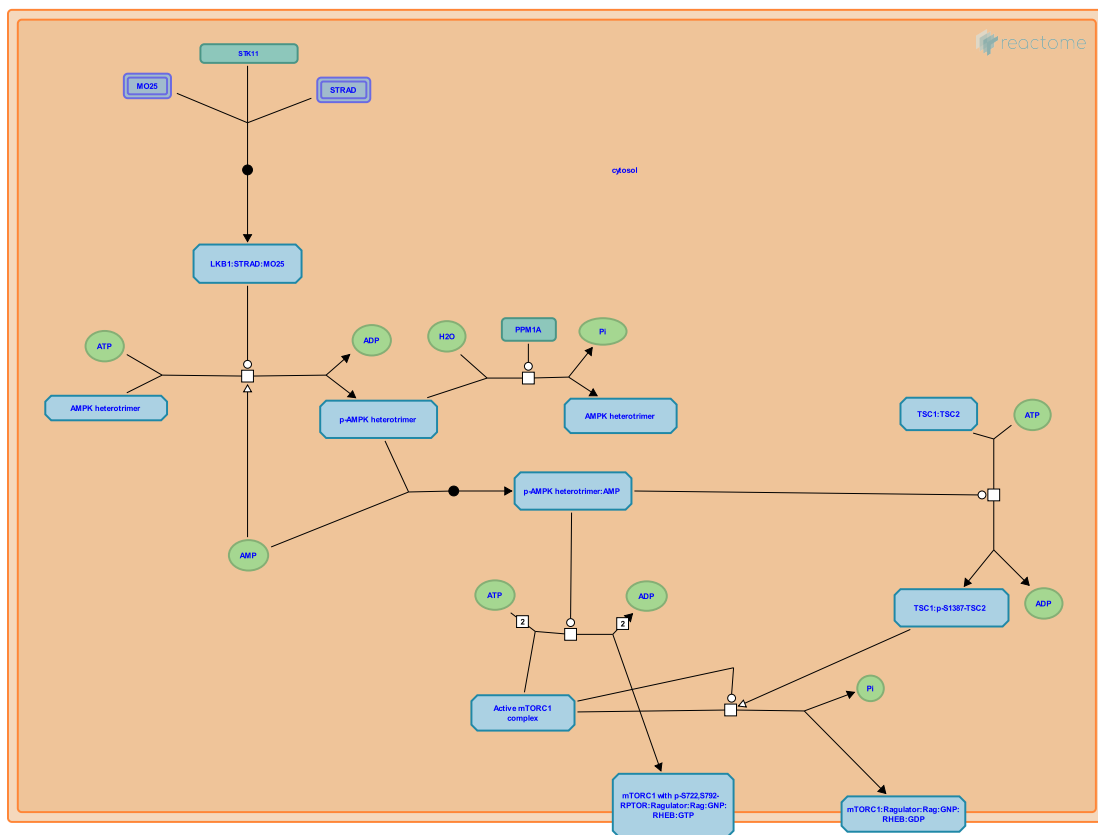 reactome
STK11
MO25
STRAD
cytosol
LKB1:STRAD:MO25
ATP
ADP
H2O
PPM1A
Pi
AMPK heterotrimer
p-AMPK heterotrimer
AMPK heterotrimer
TSC1:TSC2
ATP
p-AMPK heterotrimer:AMP
AMP
ATP
2
ADP
2
TSC1:p-S1387-TSC2
ADP
Active mTORC1
complex
Pi
mTORC1 with p-S722,S792-
RPTOR:Ragulator:Rag:GNP:
RHEB:GTP
mTORC1:Ragulator:Rag:GNP:
RHEB:GDP